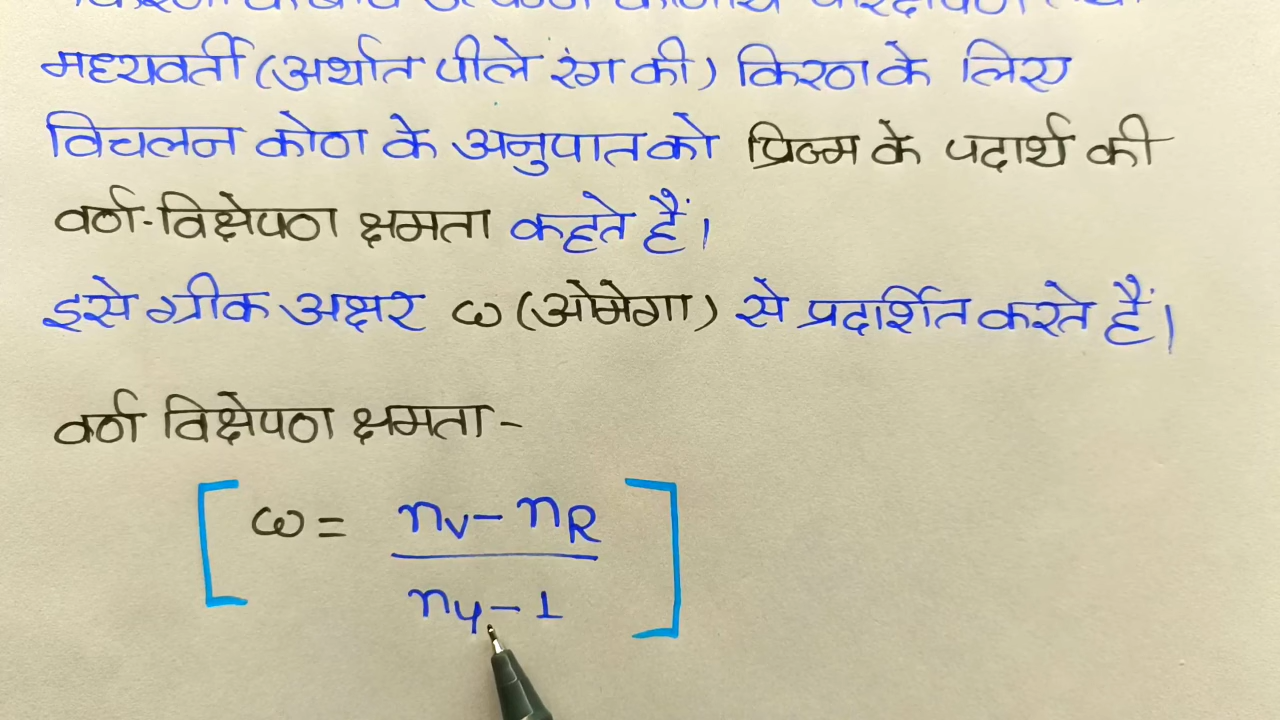 मध्यवर्ती (अर्थात पीले रंग की) किरण के लिए
विचलन कोण के अनुपात को प्रिज्म के पदार्थ की
वर्ण-विक्षेपण क्षमता कहते हैं।
इसे ग्रीक अक्षर ω (ओमेगा) से प्रदर्शित करते हैं।
वर्ण विक्षेपण क्षमता -
[ ω = nV - nR / ny - 1 ]